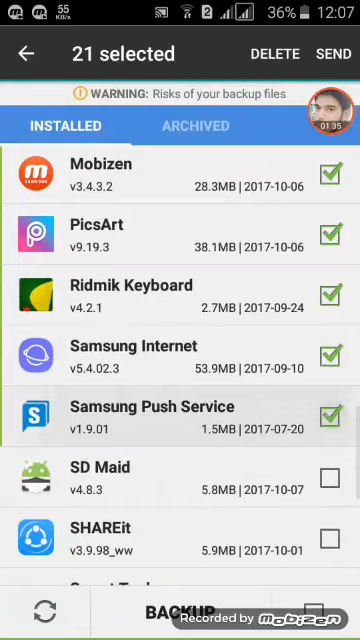 55
KB/s
2
36%
12:07
21 selected
DELETE
SEND
WARNING: Risks of your backup files
01:35
INSTALLED
ARCHIVED
Mobizen
v3.4.3.2
28.3MB | 2017-10-06
PicsArt
v9.19.3
38.1MB | 2017-10-06
Ridmik Keyboard
v4.2.1
2.7MB | 2017-09-24
Samsung Internet
v5.4.02.3
53.9MB | 2017-09-10
Samsung Push Service
v1.9.01
1.5MB | 2017-07-20
SD Maid
v4.8.3
5.8MB | 2017-10-07
SHAREit
v3.9.98_ww
5.9MB | 2017-10-01
BACKUP
Recorded by mobizen